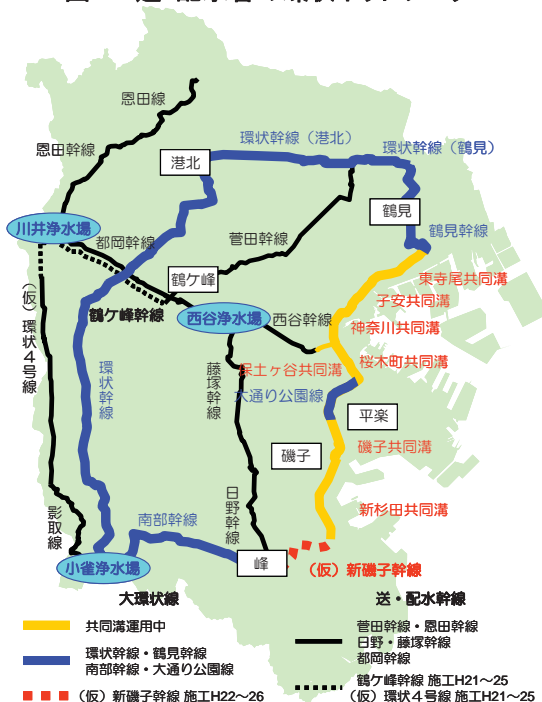 恩田線
恩田幹線
環状幹線（港北）
環状幹線（鶴見）
港北
鶴見
川井浄水場
都岡幹線
菅田幹線
鶴見幹線
鶴ケ峰
東寺尾共同溝
子安共同溝
（仮）環状４号線
鶴ケ峰幹線
西谷浄水場
西谷幹線
神奈川共同溝
桜木町共同溝
保土ヶ谷共同溝
環状幹線
藤塚幹線
大通り公園線
平楽
磯子共同溝
磯子
日野幹線
新杉田共同溝
影取線
南部幹線
小雀浄水場
峰
（仮）新磯子幹線
大環状線
共同溝運用中
環状幹線・鶴見幹線
南部幹線・大通り公園線
（仮）新磯子幹線 施工H22～26
送・配水幹線
菅田幹線・恩田幹線
日野・藤塚幹線
都岡幹線
鶴ケ峰幹線 施工H21～25
（仮）環状４号線 施工H21～25